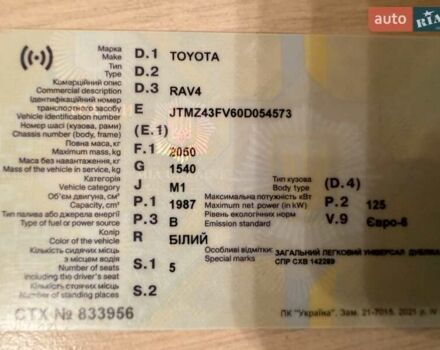 auto RIA
Марка
Make D.1 TOYOTA
Тип
Type D.2
Комерційний опис
Commercial description D.3 RAV4
Ідентифікаційний номер
транспортного засобу
Vehicle identification number E JTMZ43FV60D054573
Номер шасі (кузова, рами)
Chassis number (body, frame) (E.1)
Повна маса, кг
Maximum mass, kg F.1 2050
Маса без навантаження, кг
Mass of the vehicle in service, kg G 1540
Категорія
Vehicle category J M1 Тип кузова
Body type (D.4)
Об'єм двигуна, см³
Capacity, cm³ P.1 1987 Максимальна потужність кВт
Maximum net power (in kW) P.2 125
Тип палива або джерела енергії
Type of fuel or power source P.3 B Рівень екологічних норм
Emission standard V.9 Євро-6
Колір
Color of the vehicle R БІЛИЙ Особливі відмітки:
Special marks ЗАГАЛЬНИЙ ЛЕГКОВИЙ УНІВЕРСАЛ
СПР СХВ 142289
Кількість сидячих місць
з місцем водія
Number of seats
including the driver's seat S.1 5
Кількість стоячих місць
Number of standing places S.2
СТХ № 833956 ПК "Україна", Зам. 21-7015, 2021 р., IV